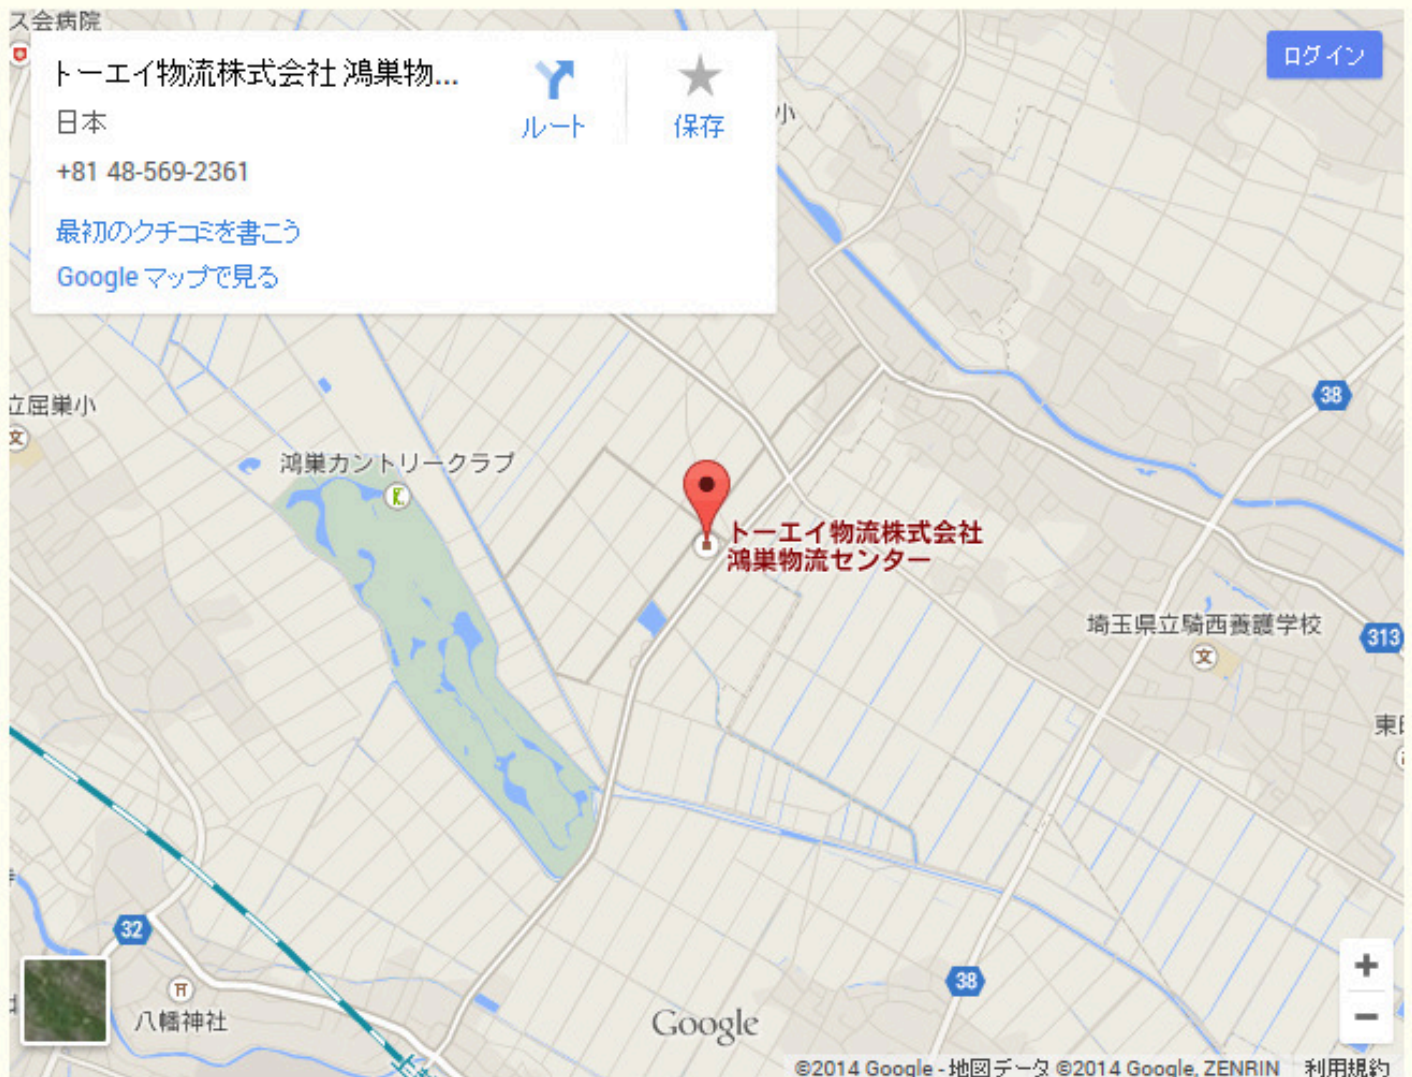 ス会病院
トーエイ物流株式会社 鴻巣物...
日本
+81 48-569-2361
ルート
保存
最初のクチコミを書こう
Google マップで見る
ログイン
小
38
立屈巣小
文
鴻巣カントリークラブ
トーエイ物流株式会社
鴻巣物流センター
埼玉県立騎西養護学校
文
313
32
八幡神社
38
+
−
Google
©2014 Google - 地図データ ©2014 Google, ZENRIN 利用規約